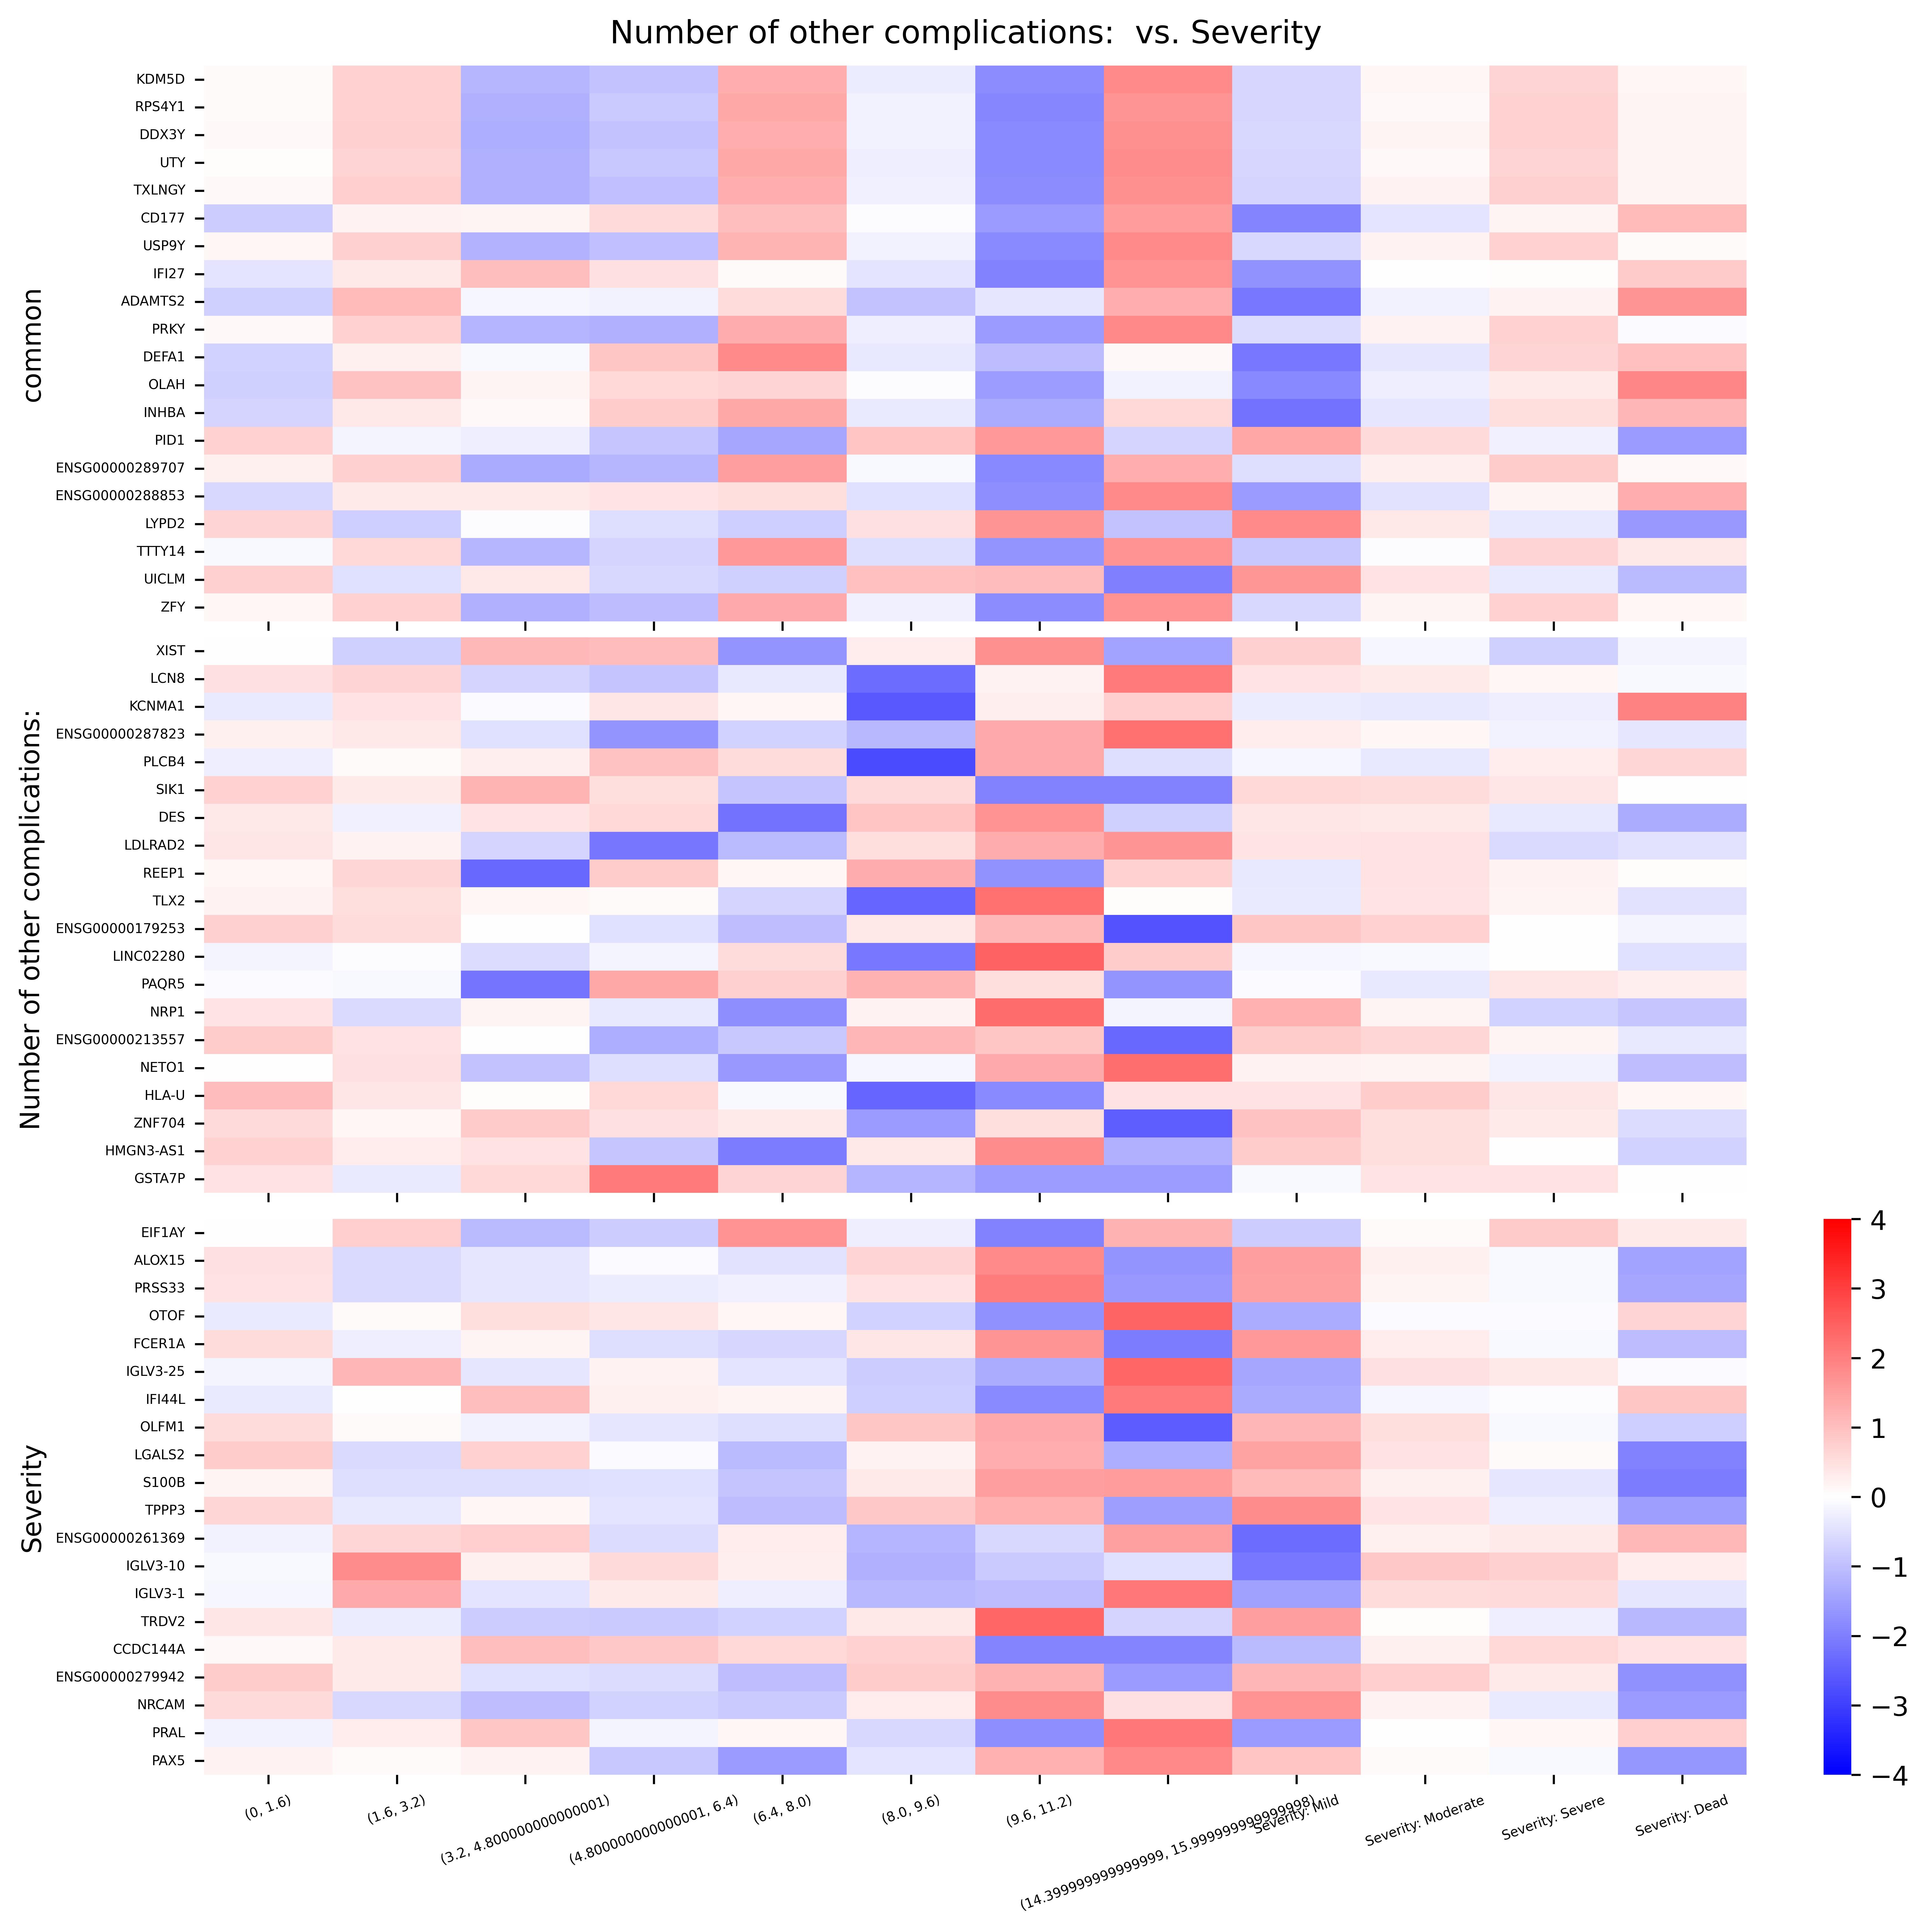 Number of other complications:  vs. Severity
common
KDM5D
RPS4Y1
DDX3Y
UTY
TXLNGY
CD177
USP9Y
IFI27
ADAMTS2
PRKY
DEFA1
OLAH
INHBA
PID1
ENSG00000289707
ENSG00000288853
LYPD2
TTTY14
UICLM
ZFY
Number of other complications:
XIST
LCN8
KCNMA1
ENSG00000287823
PLCB4
SIK1
DES
LDLRAD2
REEP1
TLX2
ENSG00000179253
LINC02280
PAQR5
NRP1
ENSG00000213557
NETO1
HLA-U
ZNF704
HMGN3-AS1
GSTA7P
Severity
EIF1AY
ALOX15
PRSS33
OTOF
FCER1A
IGLV3-25
IFI44L
OLFM1
LGALS2
S100B
TPPP3
ENSG00000261369
IGLV3-10
IGLV3-1
TRDV2
CCDC144A
ENSG00000279942
NRCAM
PRAL
PAX5
(0, 1.6)
(1.6, 3.2)
(3.2, 4.800000000000001)
(4.800000000000001, 6.4)
(6.4, 8.0)
(8.0, 9.6)
(9.6, 11.2)
(14.399999999999999, 15.999999999999998)
Severity: Mild
Severity: Moderate
Severity: Severe
Severity: Dead
4
3
2
1
0
−1
−2
−3
−4